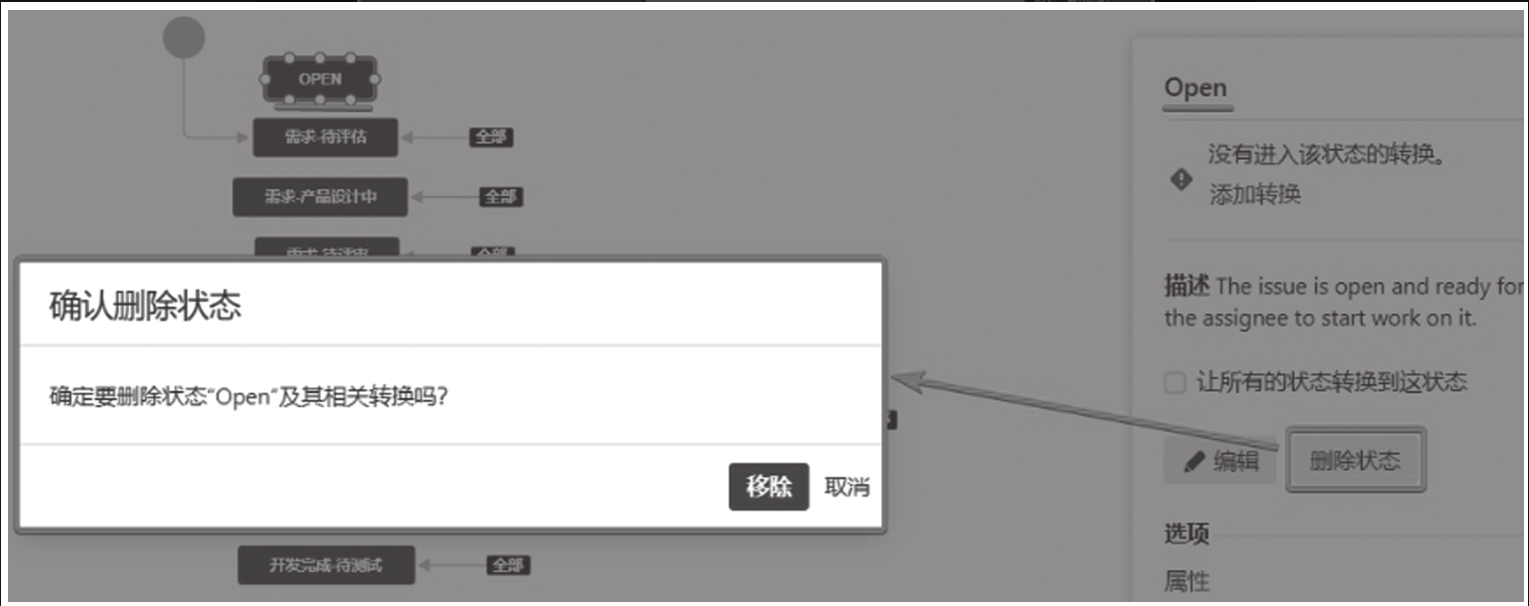 OPEN
需求-待评估
全部
需求-产品设计中
全部
需求-待评审
全部
确认删除状态
确定要删除状态“Open”及其相关转换吗？
移除
取消
开发完成-待测试
全部
Open
没有进入该状态的转换。
添加转换
描述 The issue is open and ready for
the assignee to start work on it.
让所有的状态转换到这状态
编辑
删除状态
选项
属性